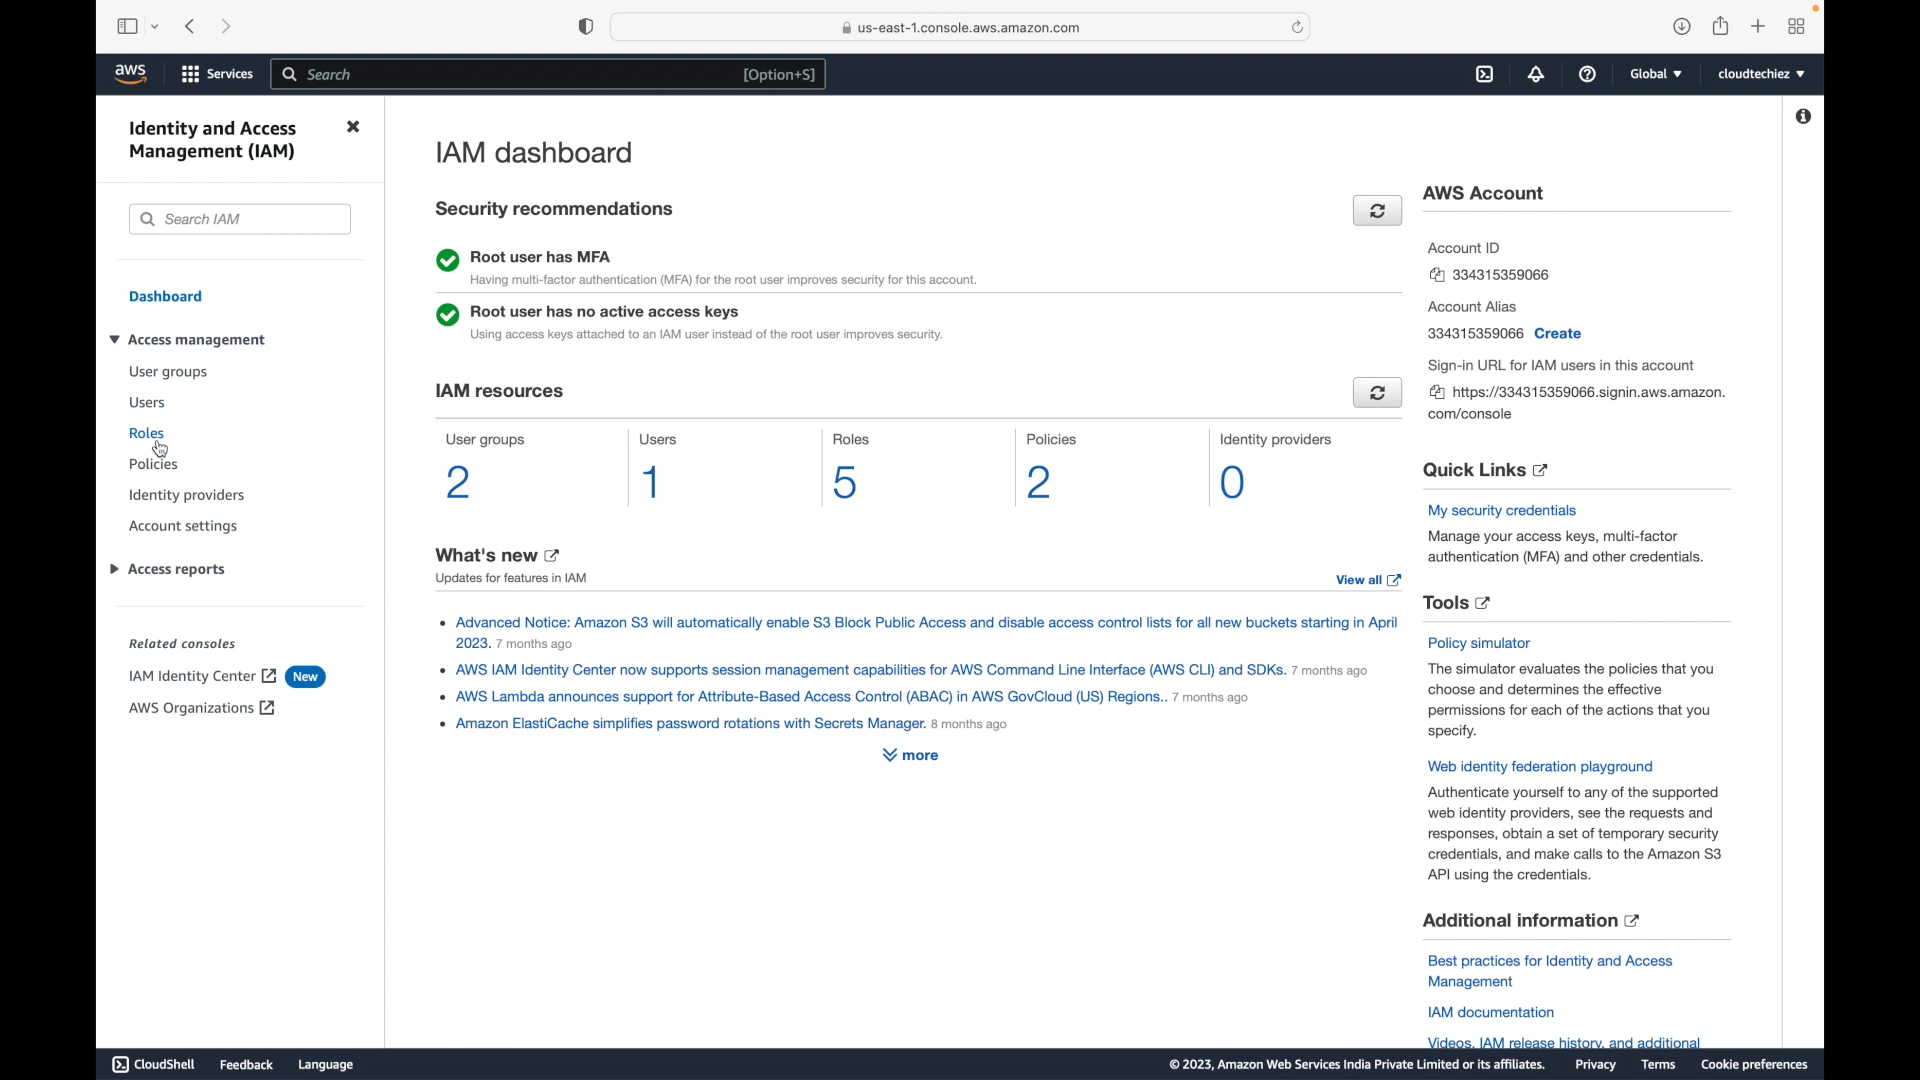 us-east-1.console.aws.amazon.com
aws
Services
Search
[Option+S]
Global
cloudtechiez
Identity and Access
Management (IAM)
Search IAM
Dashboard
Access management
User groups
Users
Roles
Policies
Identity providers
Account settings
Access reports
Related consoles
IAM Identity Center
New
AWS Organizations
IAM dashboard
Security recommendations
Root user has MFA
Having multi-factor authentication (MFA) for the root user improves security for this account.
Root user has no active access keys
Using access keys attached to an IAM user instead of the root user improves security.
IAM resources
User groups
2
Users
1
Roles
5
Policies
2
Identity providers
0
What's new
Updates for features in IAM
View all
Advanced Notice: Amazon S3 will automatically enable S3 Block Public Access and disable access control lists for all new buckets starting in April
2023. 7 months ago
AWS IAM Identity Center now supports session management capabilities for AWS Command Line Interface (AWS CLI) and SDKs. 7 months ago
AWS Lambda announces support for Attribute-Based Access Control (ABAC) in AWS GovCloud (US) Regions.. 7 months ago
Amazon ElastiCache simplifies password rotations with Secrets Manager. 8 months ago
more
AWS Account
Account ID
334315359066
Account Alias
334315359066 Create
Sign-in URL for IAM users in this account
https://334315359066.signin.aws.amazon.
com/console
Quick Links
My security credentials
Manage your access keys, multi-factor
authentication (MFA) and other credentials.
Tools
Policy simulator
The simulator evaluates the policies that you
choose and determines the effective
permissions for each of the actions that you
specify.
Web identity federation playground
Authenticate yourself to any of the supported
web identity providers, see the requests and
responses, obtain a set of temporary security
credentials, and make calls to the Amazon S3
API using the credentials.
Additional information
Best practices for Identity and Access
Management
IAM documentation
Videos, IAM release history, and additional
CloudShell
Feedback
Language
© 2023, Amazon Web Services India Private Limited or its affiliates.
Privacy
Terms
Cookie preferences